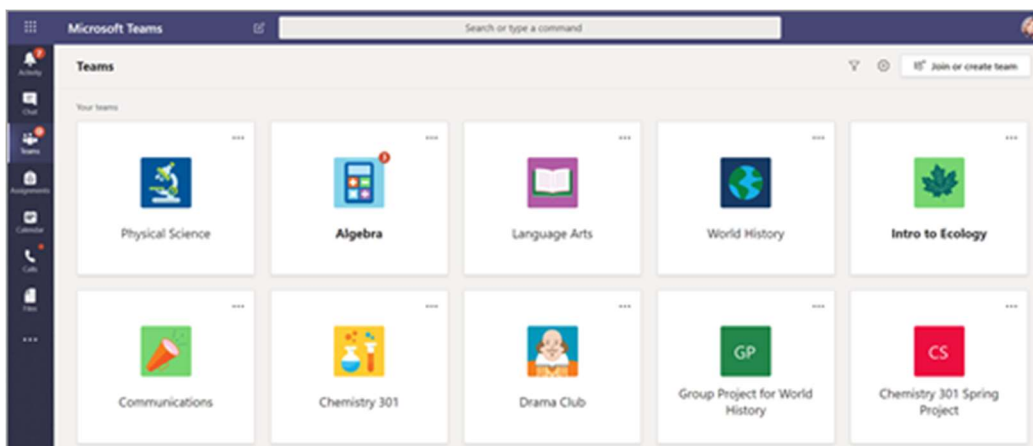 Microsoft Teams
Search or type a command
Activity
Teams
Join or create team
Chat
Your teams
Teams
Assignments
Physical Science
Algebra
3
Language Arts
World History
Intro to Ecology
Calendar
Calls
Files
Communications
Chemistry 301
Drama Club
GP
Group Project for World
History
CS
Chemistry 301 Spring
Project